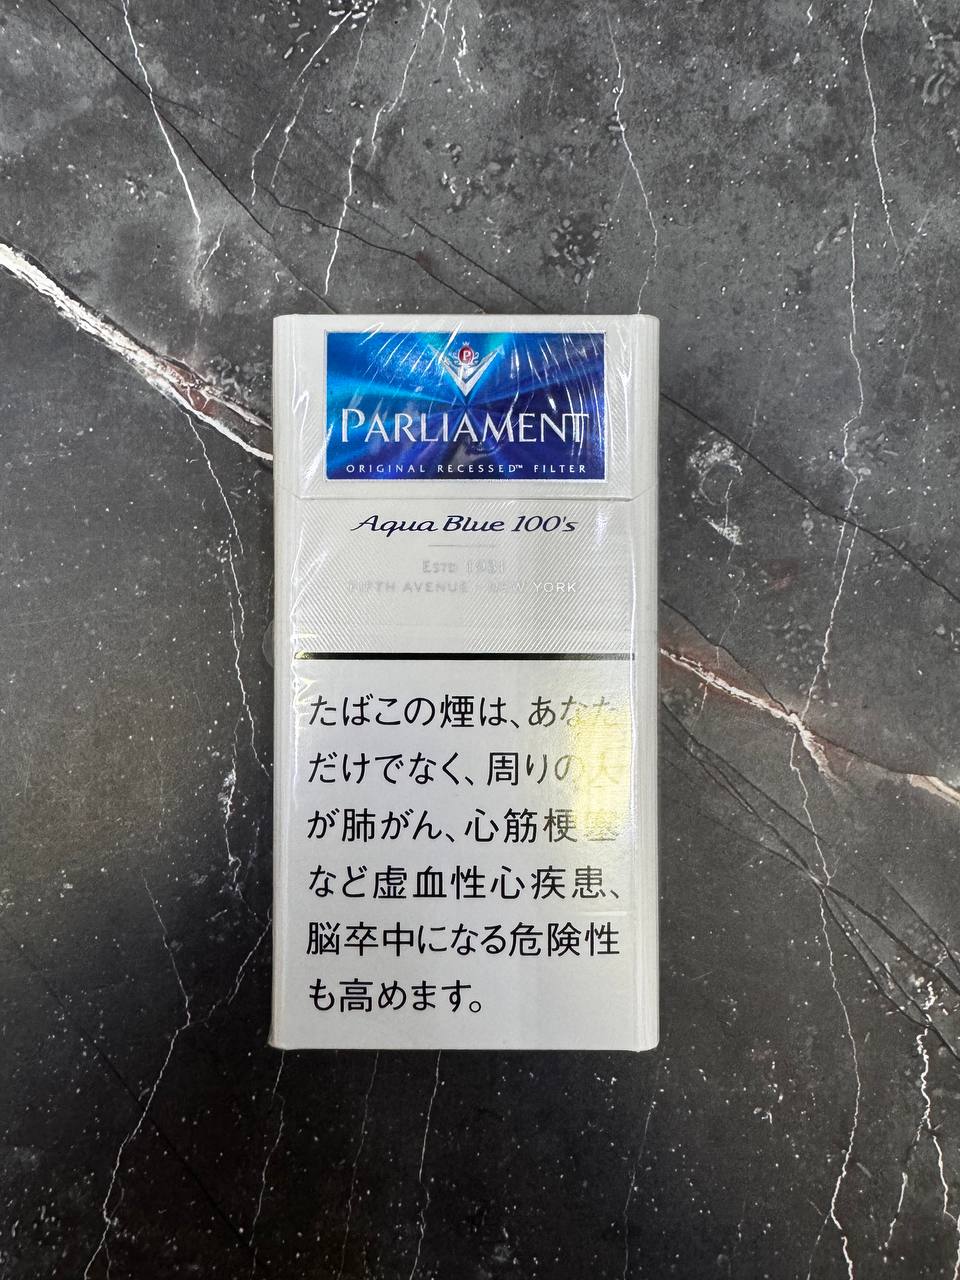 P
PARLIAMENT
ORIGINAL RECESSED™ FILTER
Aqua Blue 100's
ESTD 1931
FIFTH AVENUE · NEW YORK
たばこの煙は、あなた
だけでなく、周りの人
が肺がん、心筋梗塞
など虚血性心疾患、
脳卒中になる危険性
も高めます。